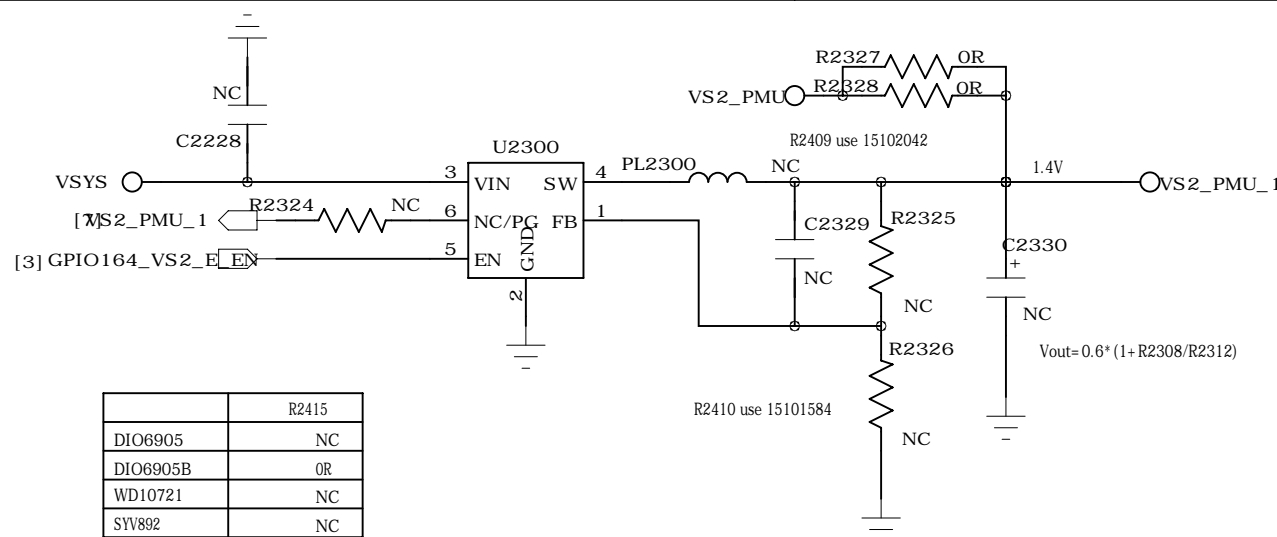 R2327 0R
VS2_PMU R2328 0R
NC
C2228
R2409 use 15102042
U2300
PL2300 NC
1.4V
VSYS 3 VIN SW 4 VS2_PMU_1
VS2_PMU_1 R2324 NC 6 NC/PG FB 1
C2329 R2325
[3] GPIO164_VS2_E_EN 5 EN GND
C2330
+
NC
2
NC
NC
R2326
Vout=0.6*(1+R2308/R2312)
R2410 use 15101584
NC
R2415
DIO6905 NC
DIO6905B 0R
WD10721 NC
SYV892 NC